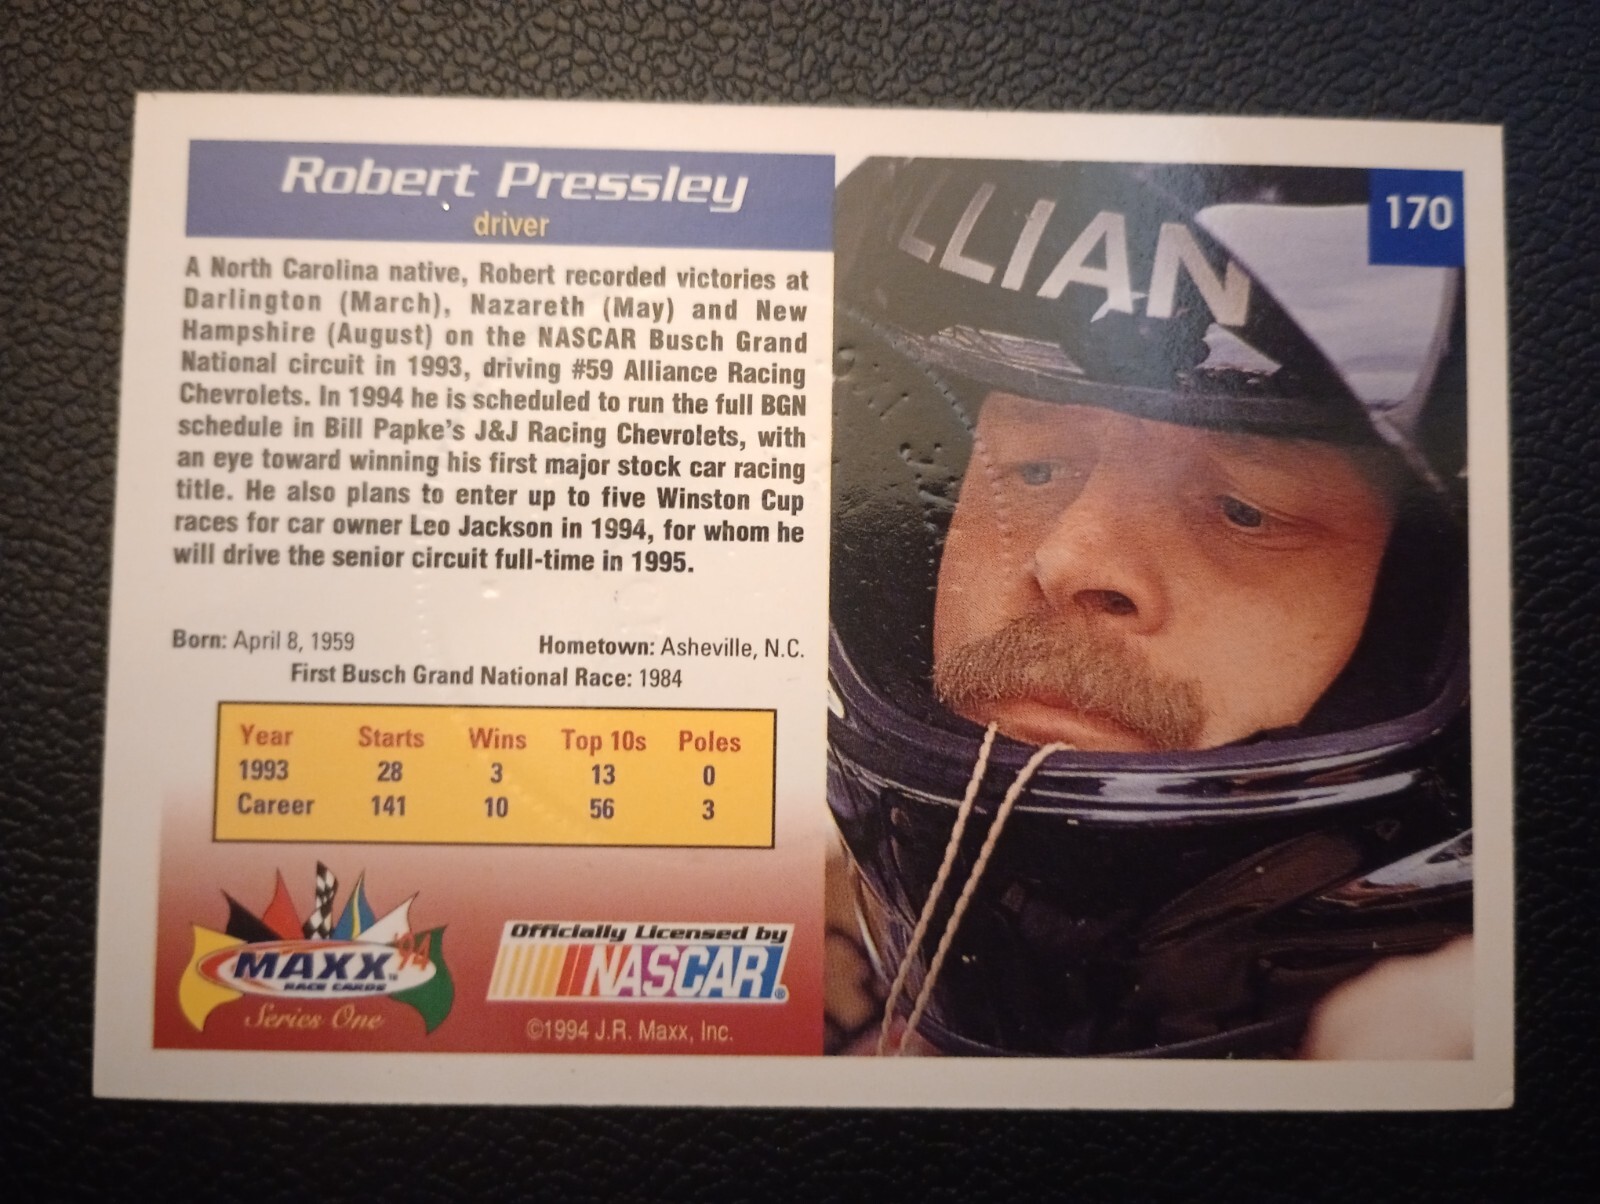 Robert Pressley
driver
170
A North Carolina native, Robert recorded victories at
Darlington (March), Nazareth (May) and New
Hampshire (August) on the NASCAR Busch Grand
National circuit in 1993, driving #59 Alliance Racing
Chevrolets. In 1994 he is scheduled to run the full BGN
schedule in Bill Papke's J&J Racing Chevrolets, with
an eye toward winning his first major stock car racing
title. He also plans to enter up to five Winston Cup
races for car owner Leo Jackson in 1994, for whom he
will drive the senior circuit full-time in 1995.
Born: April 8, 1959 Hometown: Asheville, N.C.
First Busch Grand National Race: 1984
Year Starts Wins Top 10s Poles
1993 28 3 13 0
Career 141 10 56 3
MAXX '94
RACE CARDS
Series One
Officially Licensed by
NASCAR
©1994 J.R. Maxx, Inc.
LLIAN